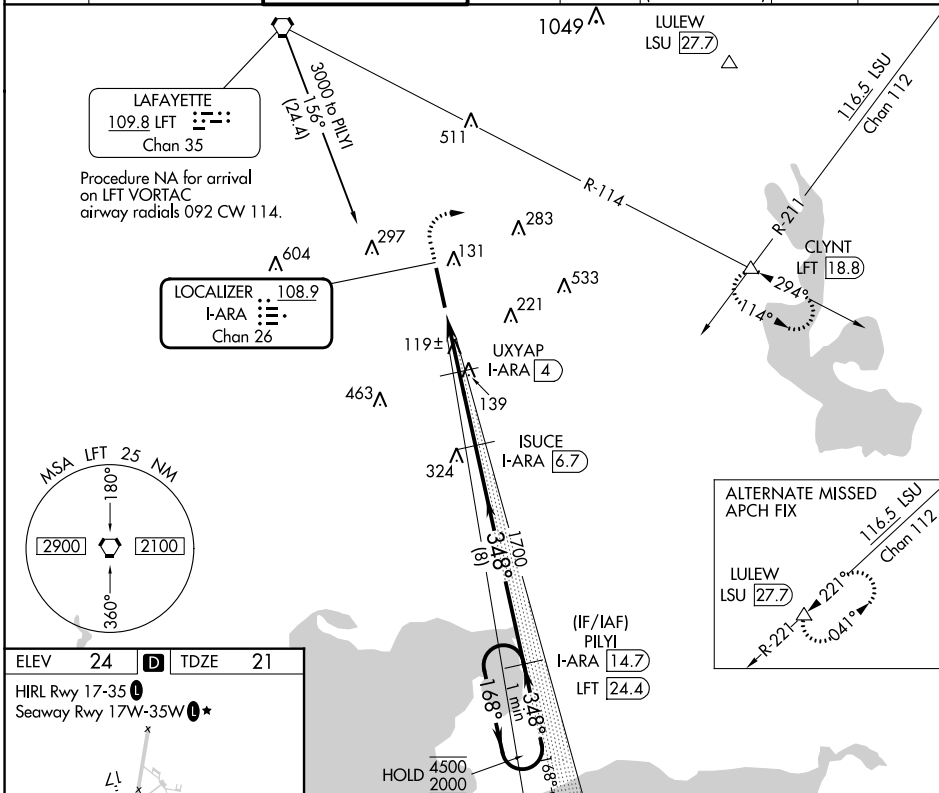 1049
LULEW
LSU 27.7
116.5 LSU
Chan 112
3000 to PILYI
156°
(24.4)
LAFAYETTE
109.8 LFT
Chan 35
511
Procedure NA for arrival
on LFT VORTAC
airway radials 092 CW 114.
R-114
R-211
283
297
131
604
CLYNT
LFT 18.8
294°
114°
533
LOCALIZER 108.9
I-ARA
Chan 26
221
119±
UXYAP
I-ARA 4
139
463
ISUCE
I-ARA 6.7
324
MSA LFT 25 NM
180°
2900
2100
360°
1700
348°
(8)
ALTERNATE MISSED
APCH FIX
116.5 LSU
Chan 112
LULEW
LSU 27.7
221°
041°
R-221
(IF/IAF)
PILYI
I-ARA 14.7
LFT 24.4
168°
1 min
348°
168°
HOLD 4500
2000
ELEV 24 D TDZE 21
HIRL Rwy 17-35 L
Seaway Rwy 17W-35W L ★
17